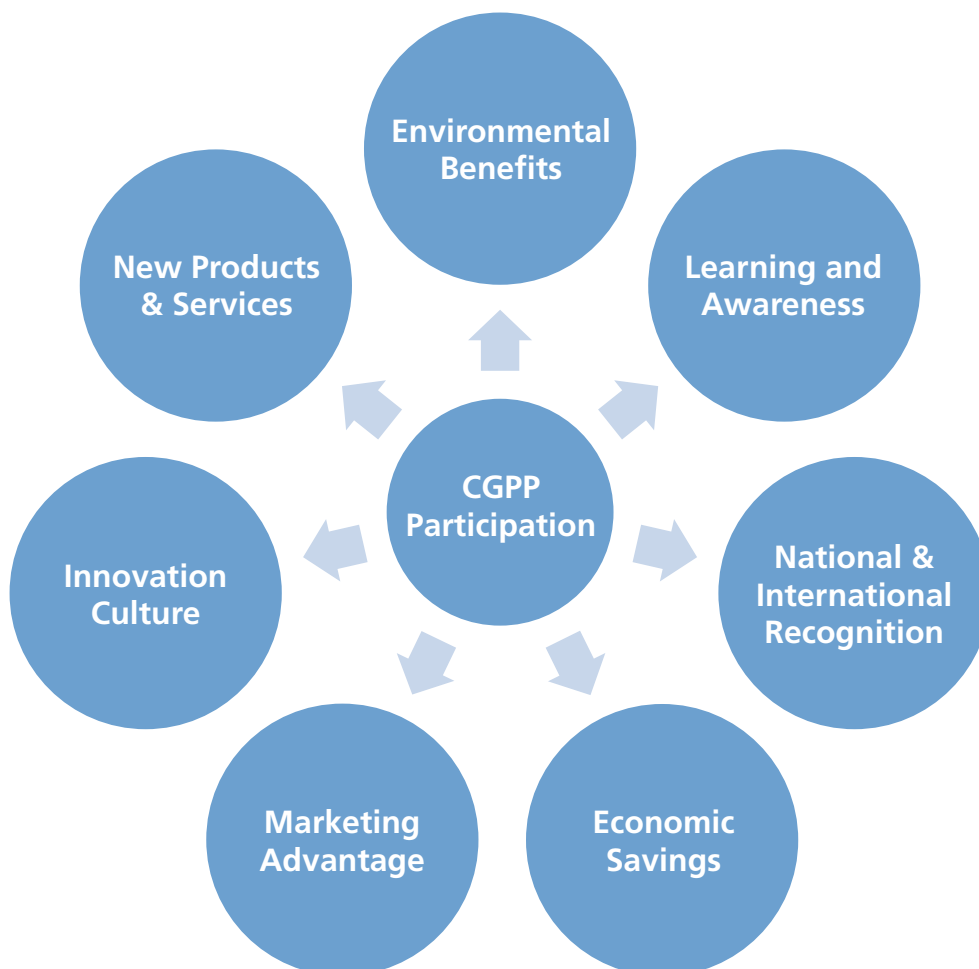 Environmental
Benefits
Learning and
Awareness
National &
International
Recognition
Economic
Savings
Marketing
Advantage
Innovation
Culture
New Products
& Services
CGPP
Participation